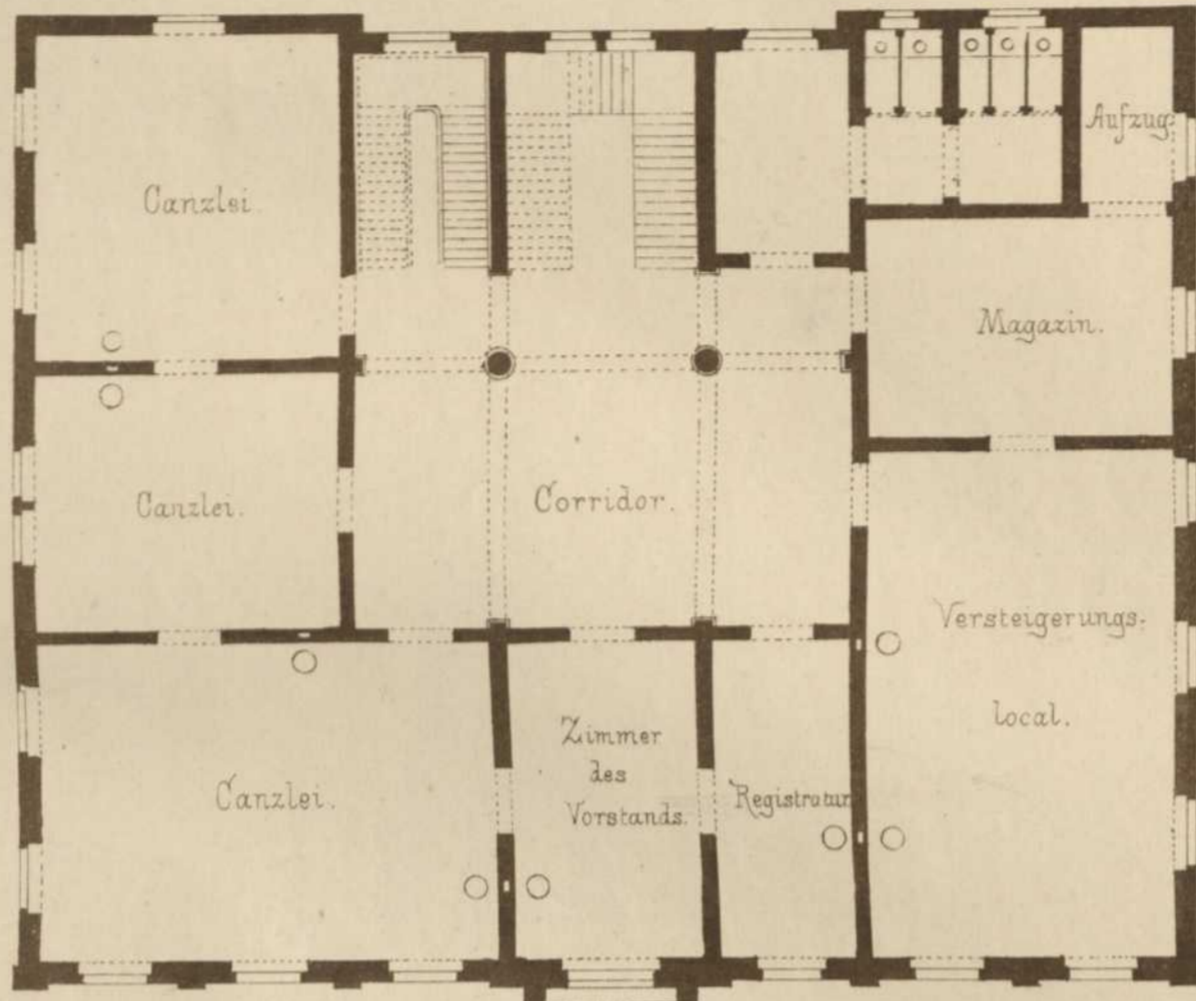 Canzlei.
Aufzug.
Magazin.
Canzlei.
Corridor.
Versteigerungs-
local.
Canzlei.
Zimmer
des
Vorstands.
Registratur